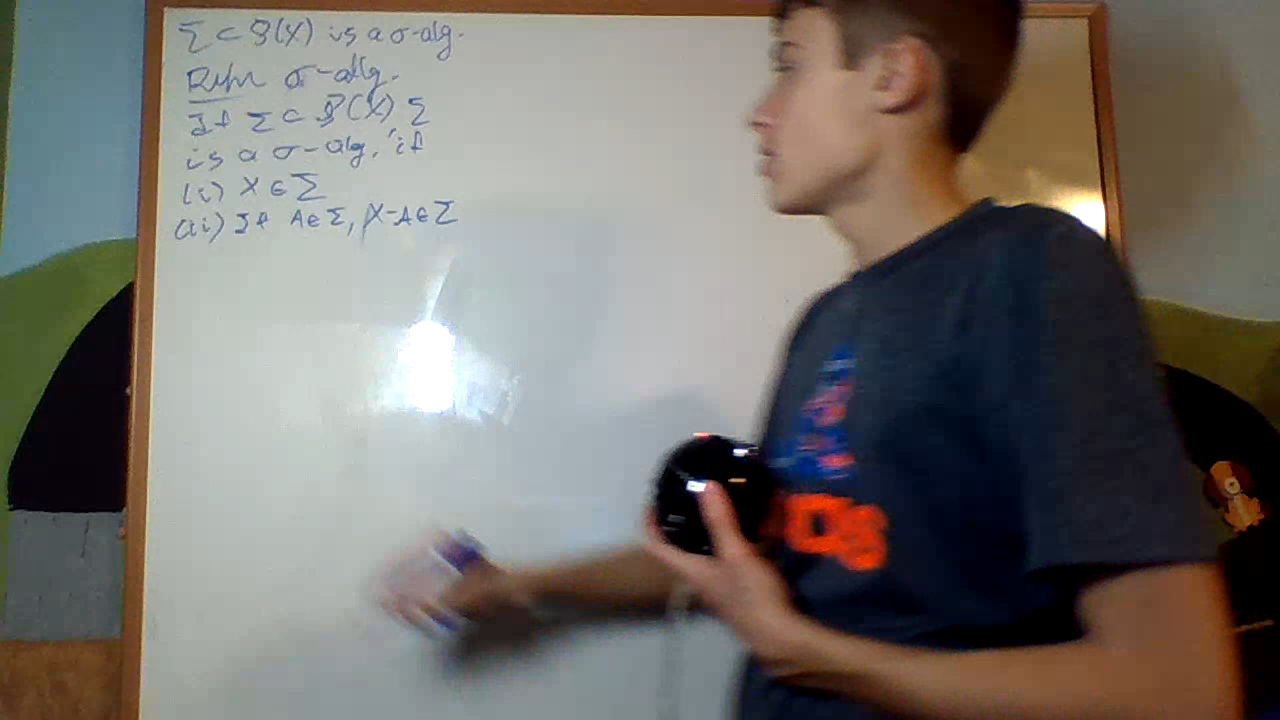 Σ ⊂ P(X) is a σ-alg.
Defn σ-alg.
If Σ ⊂ P(X) Σ
is a σ-alg, if
(i) X ∈ Σ
(ii) If A ∈ Σ, X-A ∈ Σ